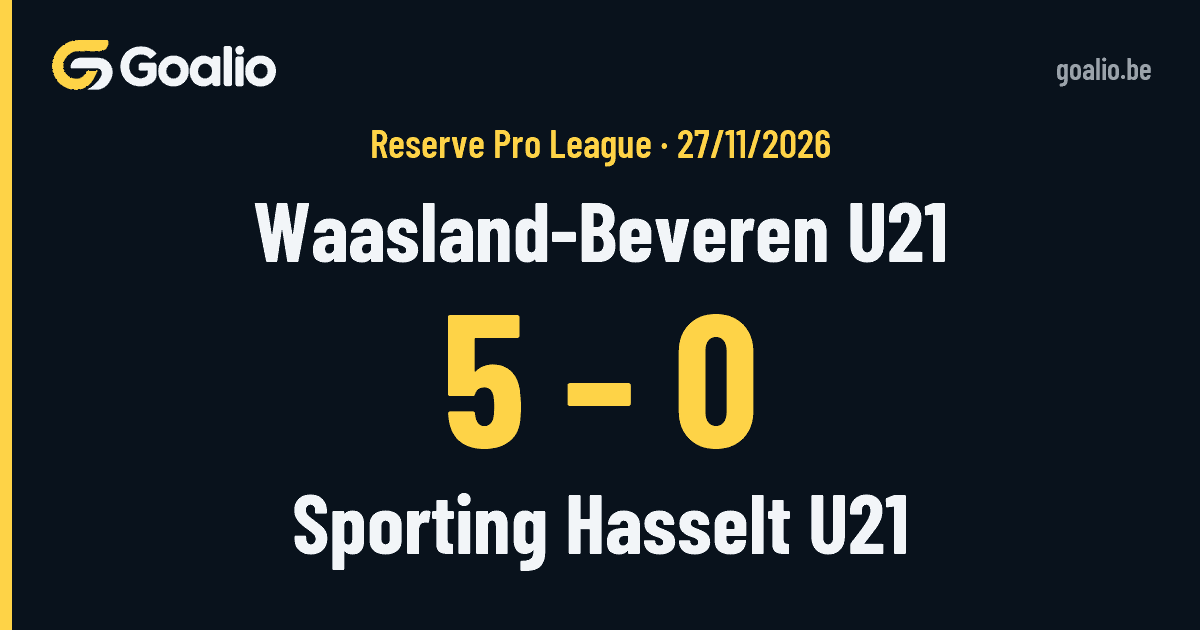 Goalio
goalio.be
Reserve Pro League · 27/11/2026
Waasland-Beveren U21
5 – 0
Sporting Hasselt U21